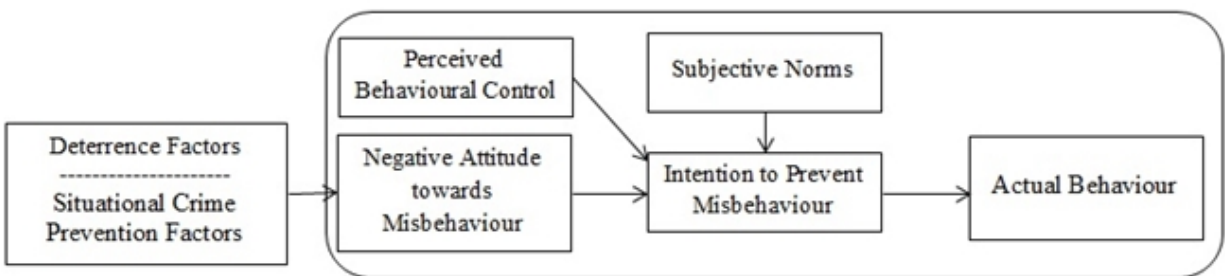 Perceived
Behavioural Control
Subjective Norms
Deterrence Factors
---------------------
Situational Crime
Prevention Factors
Negative Attitude
towards
Misbehaviour
Intention to Prevent
Misbehaviour
Actual Behaviour